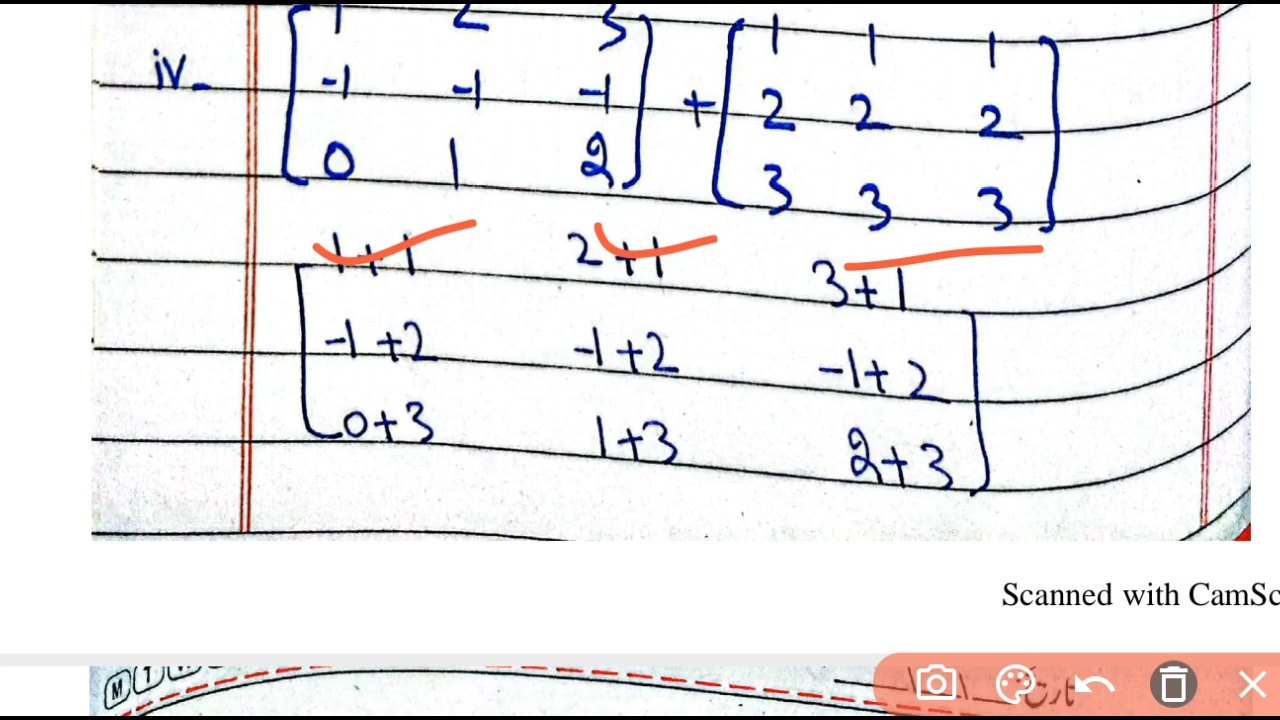 1 2 3 1 1 1
iv- -1 -1 -1 + 2 2 2
0 1 2 3 3 3
1+1 2+1 3+1
-1+2 -1+2 -1+2
0+3 1+3 2+3
Scanned with CamSc
M T
تاریخ